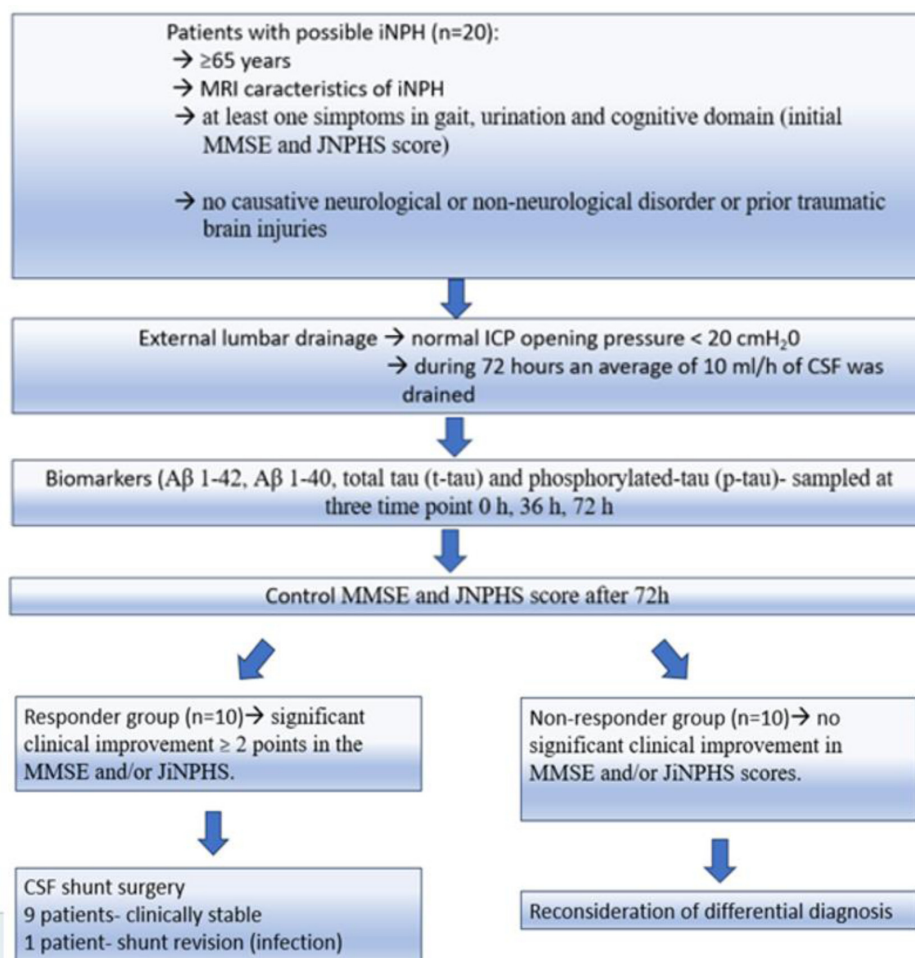 Patients with possible iNPH (n=20):
→ ≥65 years
→ MRI caracteristics of iNPH
→ at least one simptoms in gait, urination and cognitive domain (initial
MMSE and JNPHS score)
→ no causative neurological or non-neurological disorder or prior traumatic
brain injuries
External lumbar drainage → normal ICP opening pressure < 20 cmH₂0
→ during 72 hours an average of 10 ml/h of CSF was
drained
Biomarkers (Aβ 1-42, Aβ 1-40, total tau (t-tau) and phosphorylated-tau (p-tau)- sampled at
three time point 0 h, 36 h, 72 h
Control MMSE and JNPHS score after 72h
Responder group (n=10)→ significant
clinical improvement ≥ 2 points in the
MMSE and/or JiNPHS.
Non-responder group (n=10)→ no
significant clinical improvement in
MMSE and/or JiNPHS scores.
CSF shunt surgery
9 patients- clinically stable
1 patient- shunt revision (infection)
Reconsideration of differential diagnosis